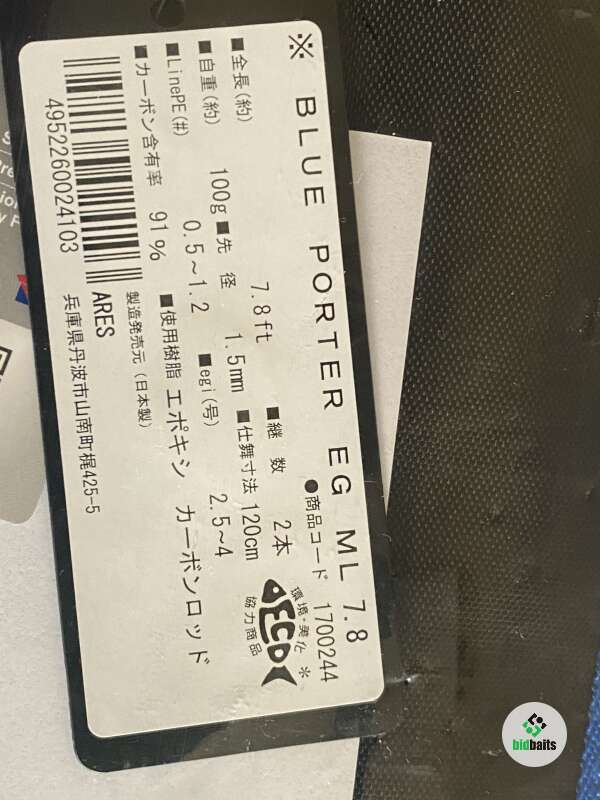 ※ BLUE PORTER EG ML 7.8
●商品コード 1700244
■全長(約) 7.8ft ■継数 2本
■自重(約) 100g ■先径 1.5mm ■仕舞寸法 120cm
■LinePE(#) 0.5~1.2 ■egi(号) 2.5~4
■カーボン含有率 91% ■使用樹脂 エポキシ カーボンロッド
環境・美化
ECO
協力商品
製造発売元 (日本製)
ARES
兵庫県丹波市山南町梶425-5
4952260024103
bidbaits